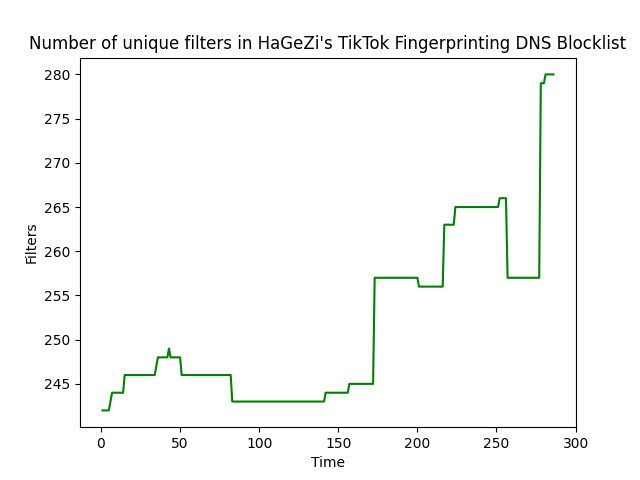 Number of unique filters in HaGeZi's TikTok Fingerprinting DNS Blocklist
280
275
270
265
260
255
250
245
Filters
0 50 100 150 200 250 300
Time